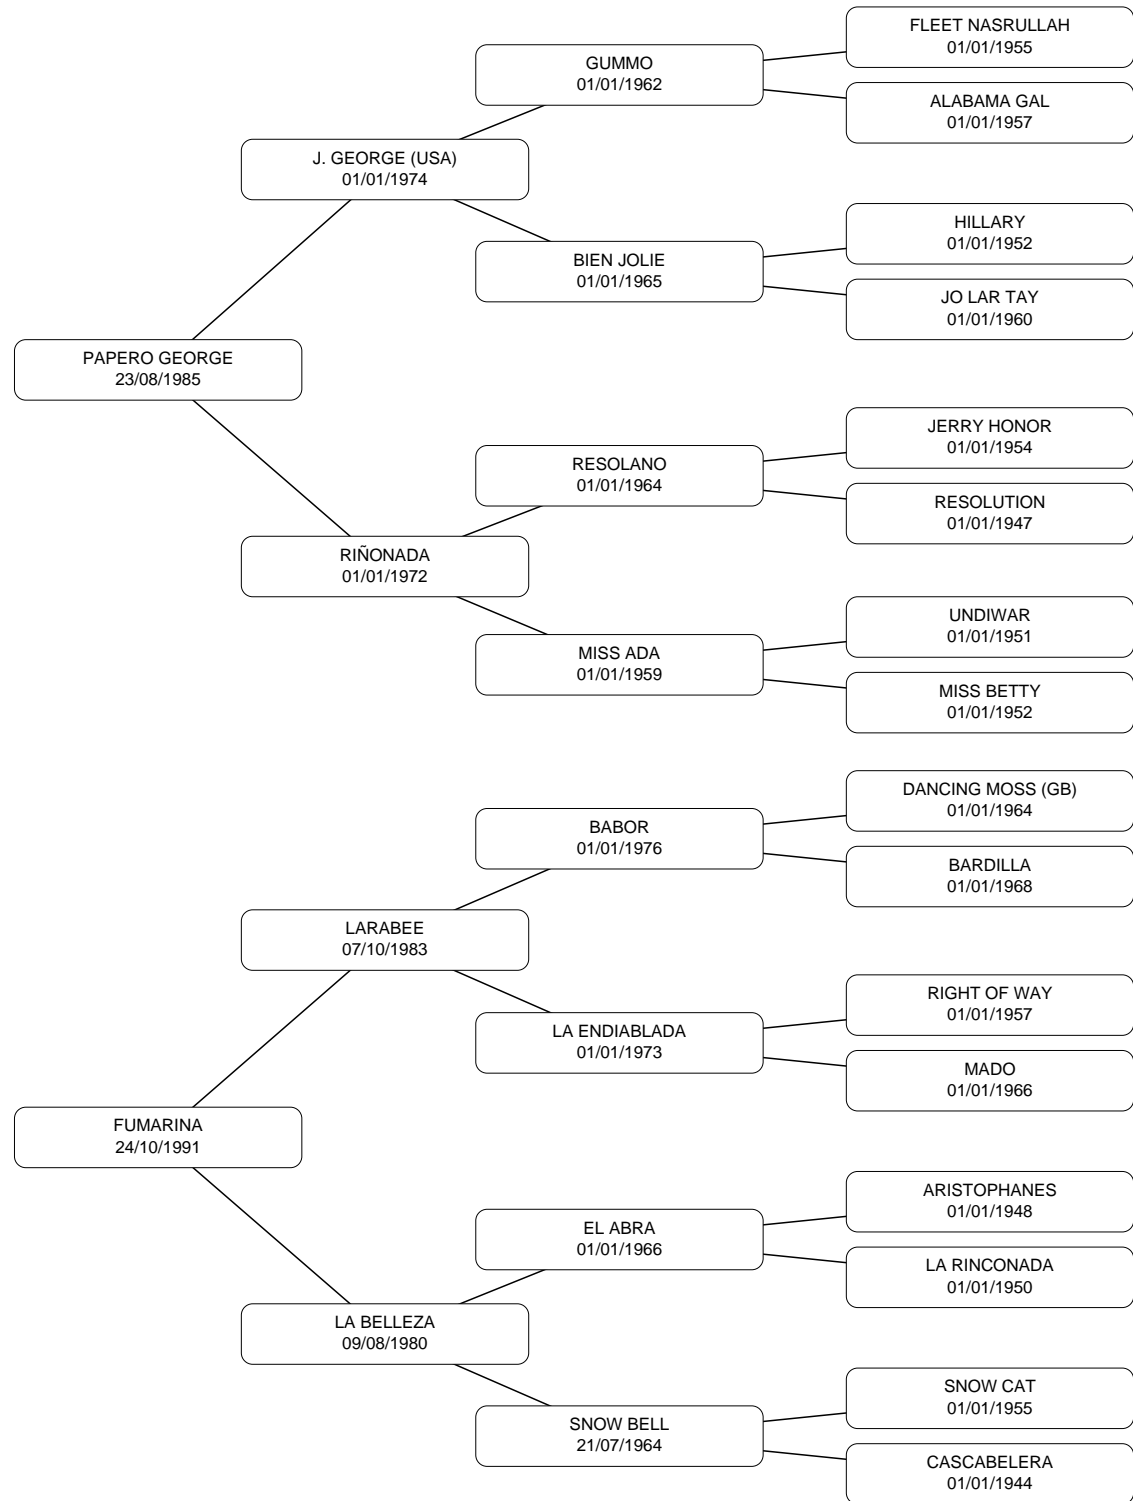 FLEET NASRULLAH
01/01/1955
GUMMO
01/01/1962
ALABAMA GAL
01/01/1957
J. GEORGE (USA)
01/01/1974
HILLARY
01/01/1952
BIEN JOLIE
01/01/1965
JO LAR TAY
01/01/1960
PAPERO GEORGE
23/08/1985
JERRY HONOR
01/01/1954
RESOLANO
01/01/1964
RESOLUTION
01/01/1947
RIÑONADA
01/01/1972
UNDIWAR
01/01/1951
MISS ADA
01/01/1959
MISS BETTY
01/01/1952
DANCING MOSS (GB)
01/01/1964
BABOR
01/01/1976
BARDILLA
01/01/1968
LARABEE
07/10/1983
RIGHT OF WAY
01/01/1957
LA ENDIABLADA
01/01/1973
MADO
01/01/1966
FUMARINA
24/10/1991
ARISTOPHANES
01/01/1948
EL ABRA
01/01/1966
LA RINCONADA
01/01/1950
LA BELLEZA
09/08/1980
SNOW CAT
01/01/1955
SNOW BELL
21/07/1964
CASCABELERA
01/01/1944